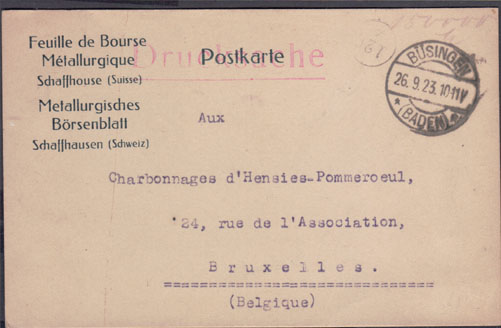 Feuille de Bourse
Métallurgique
Schaffhouse (Suisse)
Metallurgisches
Börsenblatt
Schaffhausen (Schweiz)
Drucksache
Postkarte
BÜSINGEN
26.9.23.10-11V
* (BADEN)
Aux
Charbonnages d'Hensies-Pommeroeul,
24, rue de l'Association,
Bruxelles.
(Belgique)